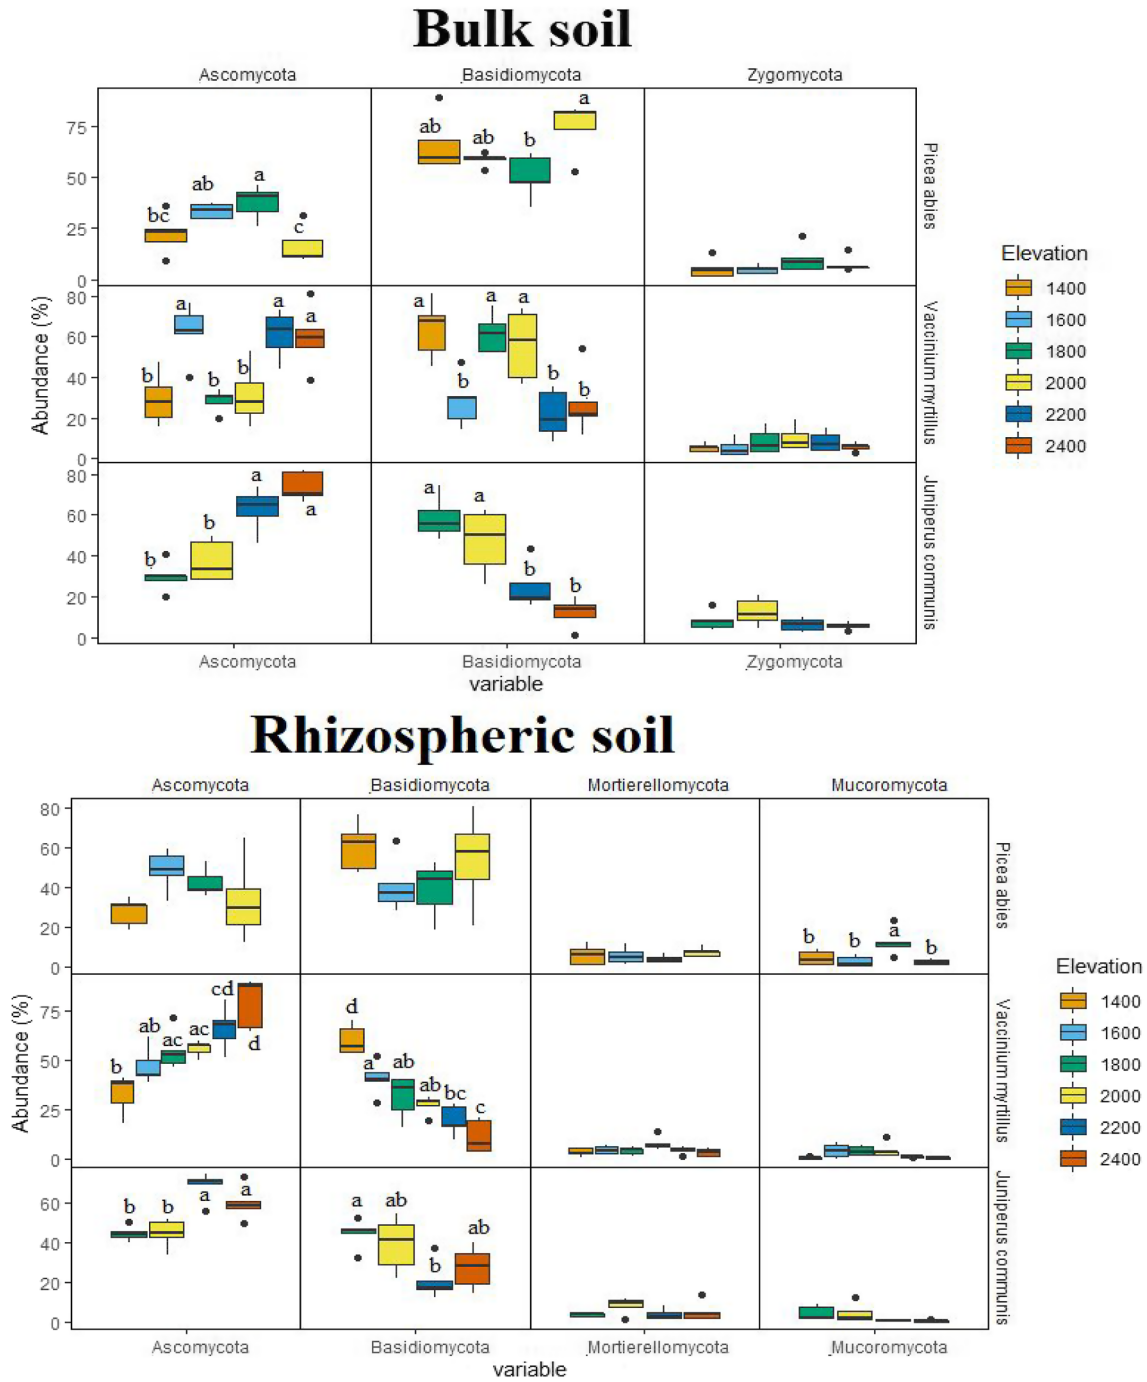 Bulk soil
Ascomycota Basidiomycota Zygomycota
75
50
25
0
bc ab a c
ab ab b a
Picea abies
80
60
40
20
0
b a b b a a
a b a a b b
Vaccinium myrtillus
80
60
40
20
0
b b a a
a a b b
Juniperus communis
Abundance (%)
Ascomycota Basidiomycota Zygomycota
variable
Elevation
1400
1600
1800
2000
2200
2400
Rhizospheric soil
Ascomycota Basidiomycota Mortierellomycota Mucoromycota
80
60
40
20
0
b b a b
Picea abies
75
50
25
0
b ab ac ac cd d
d a ab ab bc c
Vaccinium myrtillus
60
40
20
0
b b a a
a ab b ab
Juniperus communis
Abundance (%)
Ascomycota Basidiomycota Mortierellomycota Mucoromycota
variable
Elevation
1400
1600
1800
2000
2200
2400